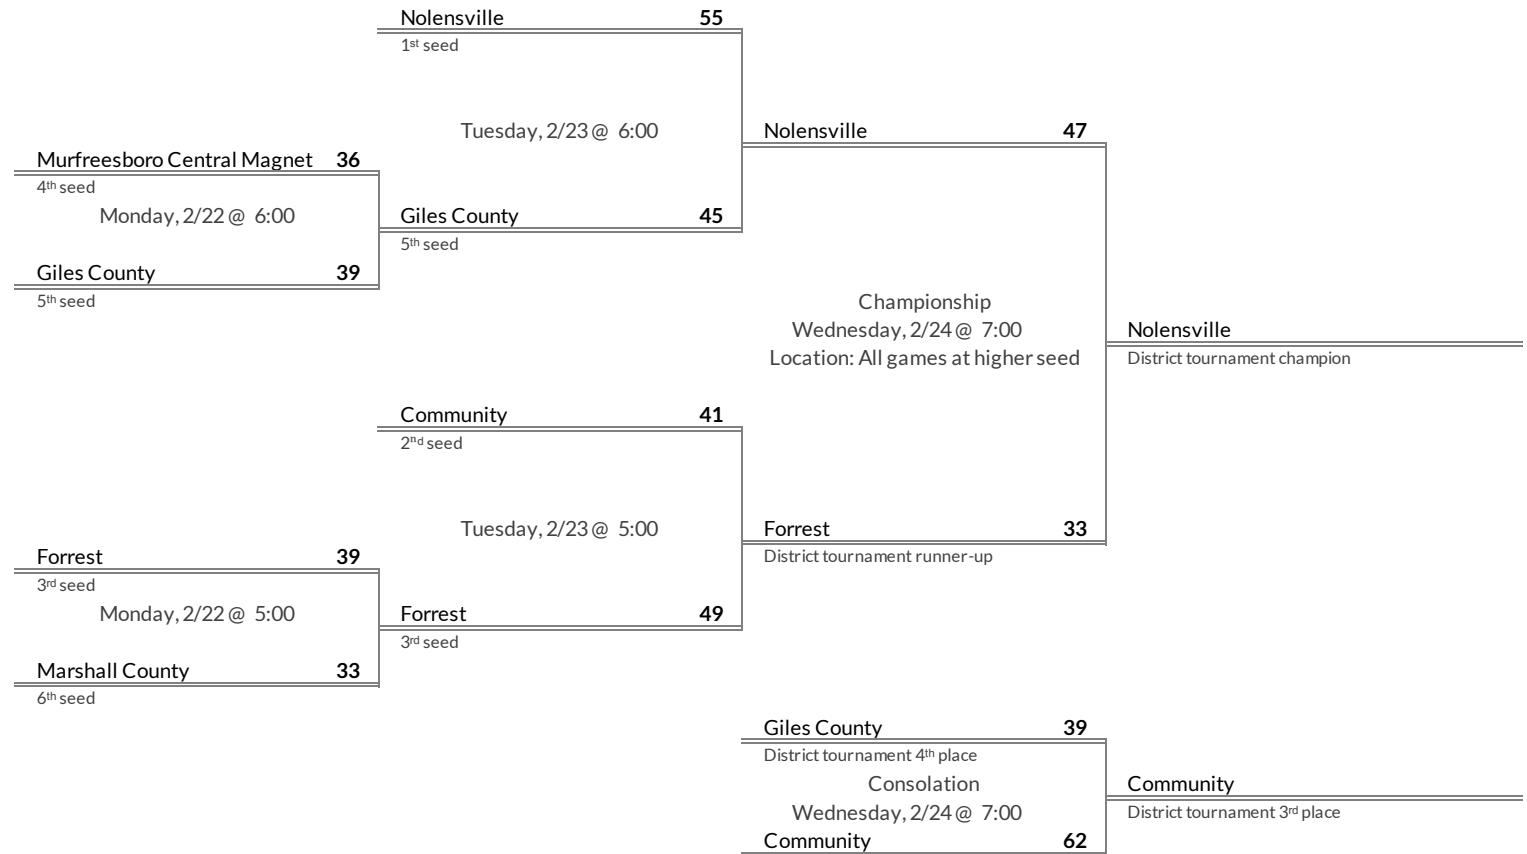 Nolensville 55
1st seed
Tuesday, 2/23 @ 6:00
Nolensville 47
Murfreesboro Central Magnet 36
4th seed
Monday, 2/22 @ 6:00
Giles County 45
5th seed
Giles County 39
5th seed
Championship
Wednesday, 2/24 @ 7:00
Location: All games at higher seed
Nolensville
District tournament champion
Community 41
2nd seed
Tuesday, 2/23 @ 5:00
Forrest 33
District tournament runner-up
Forrest 39
3rd seed
Monday, 2/22 @ 5:00
Forrest 49
3rd seed
Marshall County 33
6th seed
Giles County 39
District tournament 4th place
Consolation
Wednesday, 2/24 @ 7:00
Community
District tournament 3rd place
Community 62